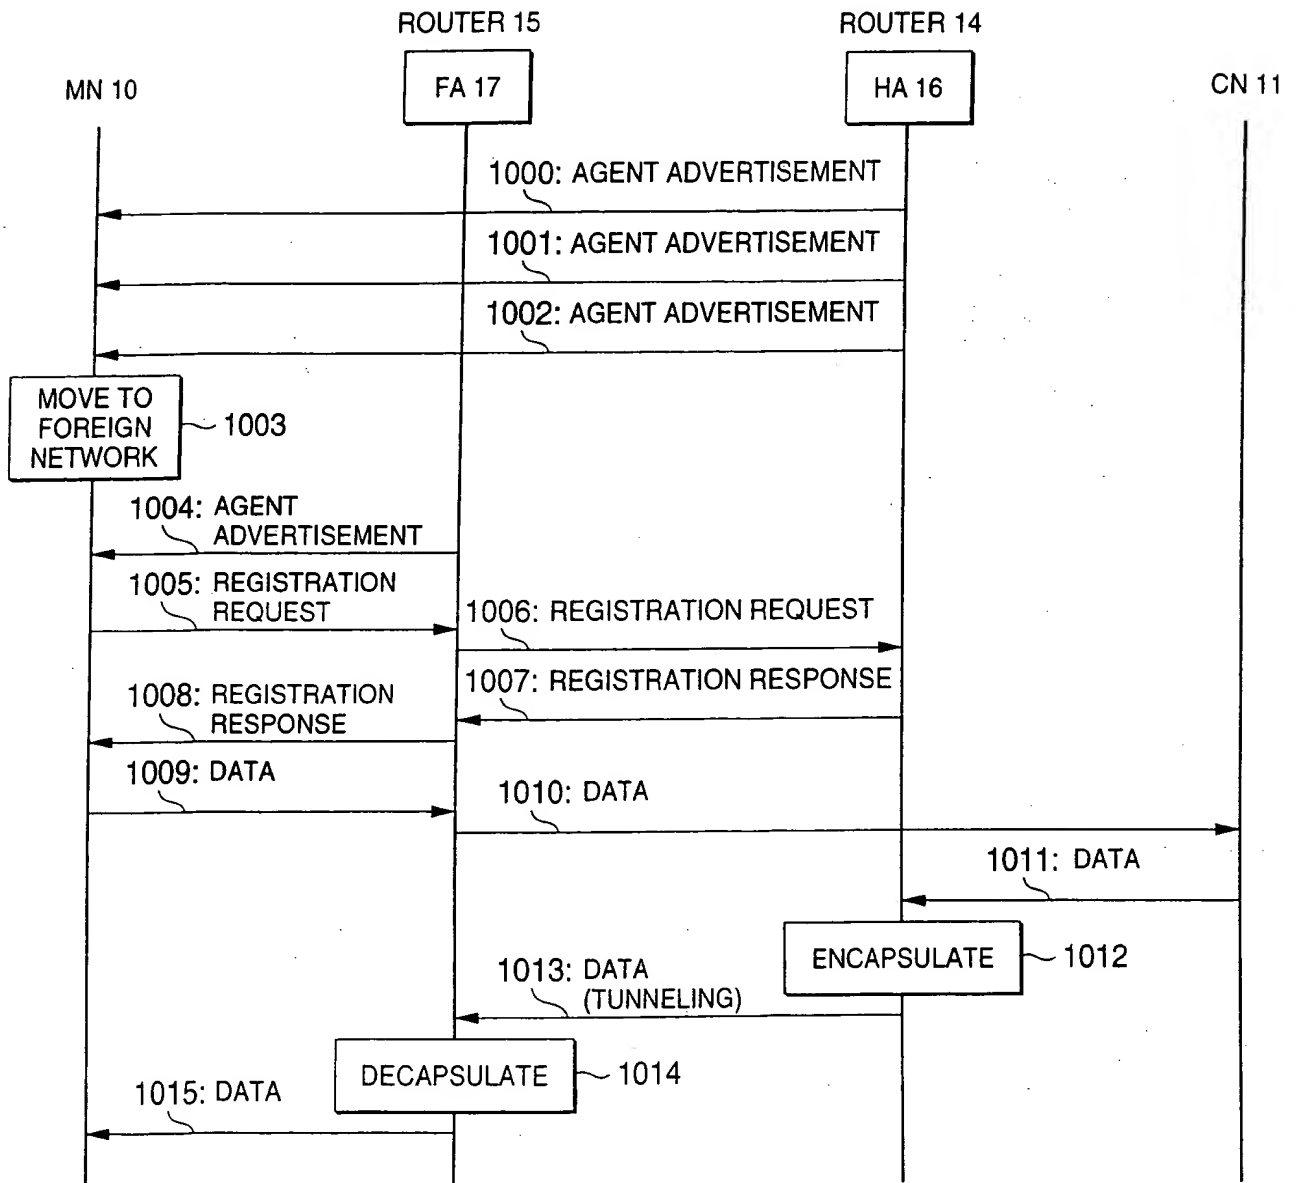 ROUTER 15
ROUTER 14
MN 10
FA 17
HA 16
CN 11
1000: AGENT ADVERTISEMENT
1001: AGENT ADVERTISEMENT
1002: AGENT ADVERTISEMENT
MOVE TO
FOREIGN
NETWORK
1003
1004: AGENT
ADVERTISEMENT
1005: REGISTRATION
REQUEST
1006: REGISTRATION REQUEST
1007: REGISTRATION RESPONSE
1008: REGISTRATION
RESPONSE
1009: DATA
1010: DATA
1011: DATA
ENCAPSULATE
1012
1013: DATA
(TUNNELING)
DECAPSULATE
1014
1015: DATA